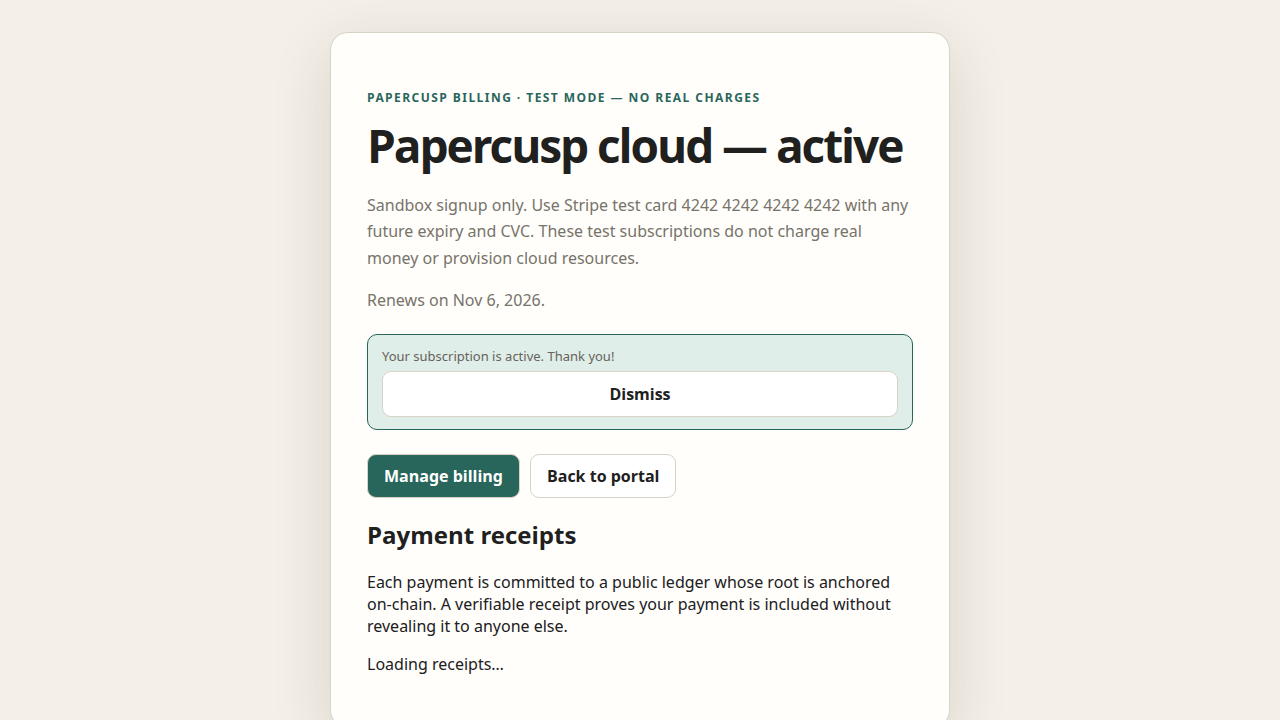 PAPERCUSP BILLING · TEST MODE — NO REAL CHARGES
Papercusp cloud — active
Sandbox signup only. Use Stripe test card 4242 4242 4242 4242 with any
future expiry and CVC. These test subscriptions do not charge real
money or provision cloud resources.
Renews on Nov 6, 2026.
Your subscription is active. Thank you!
Dismiss
Manage billing
Back to portal
Payment receipts
Each payment is committed to a public ledger whose root is anchored
on-chain. A verifiable receipt proves your payment is included without
revealing it to anyone else.
Loading receipts...